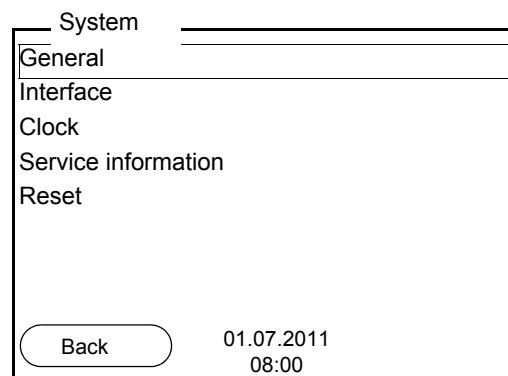 System
General
Interface
Clock
Service information
Reset
Back
01.07.2011
08:00